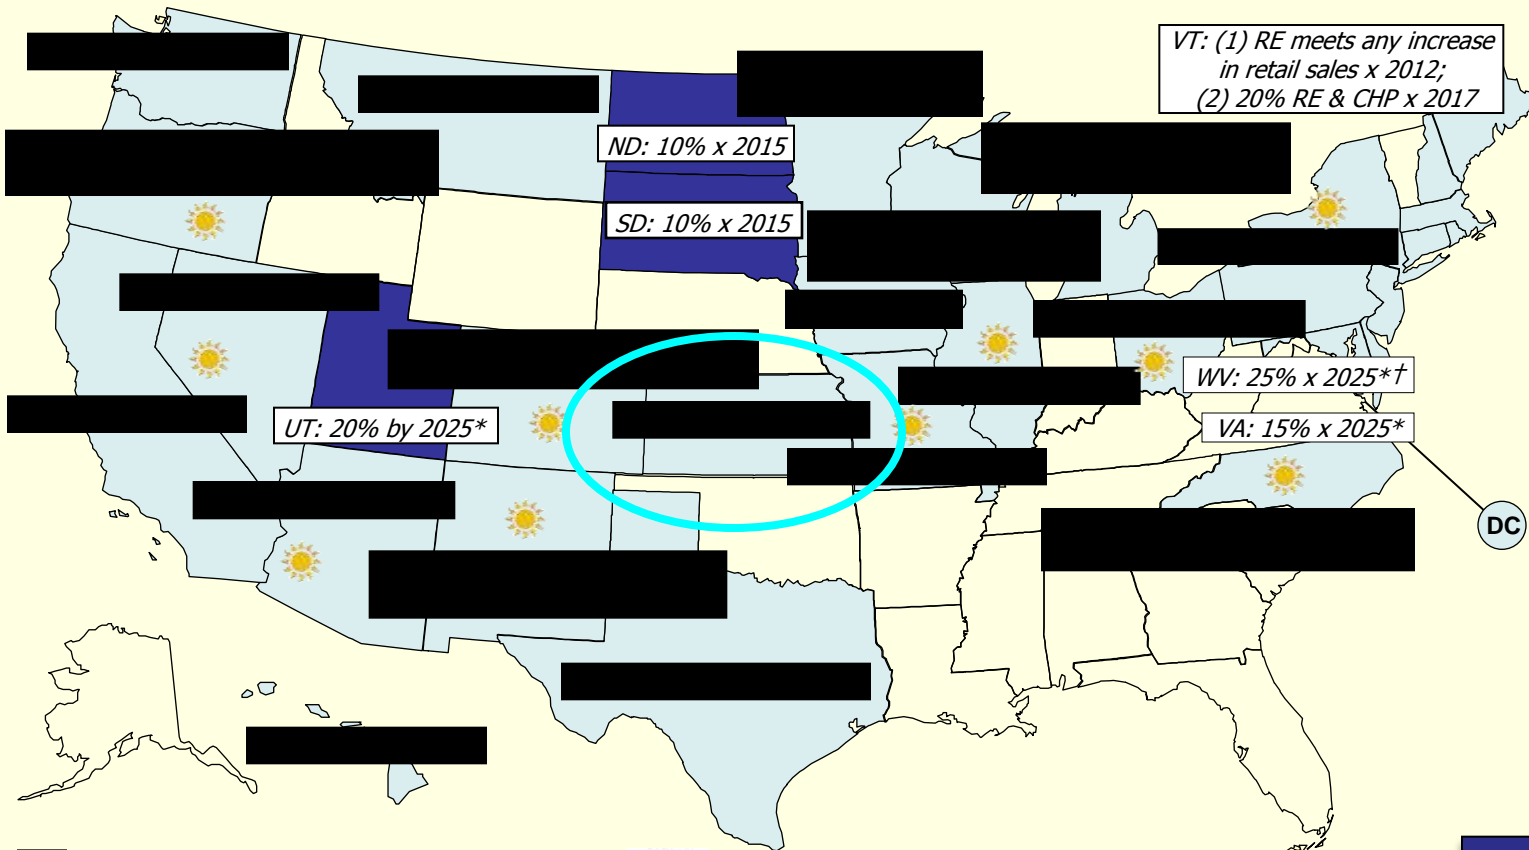 VT: (1) RE meets any increase
in retail sales x 2012;
(2) 20% RE & CHP x 2017
ND: 10% x 2015
SD: 10% x 2015
WV: 25% x 2025*†
UT: 20% by 2025*
VA: 15% x 2025*
DC